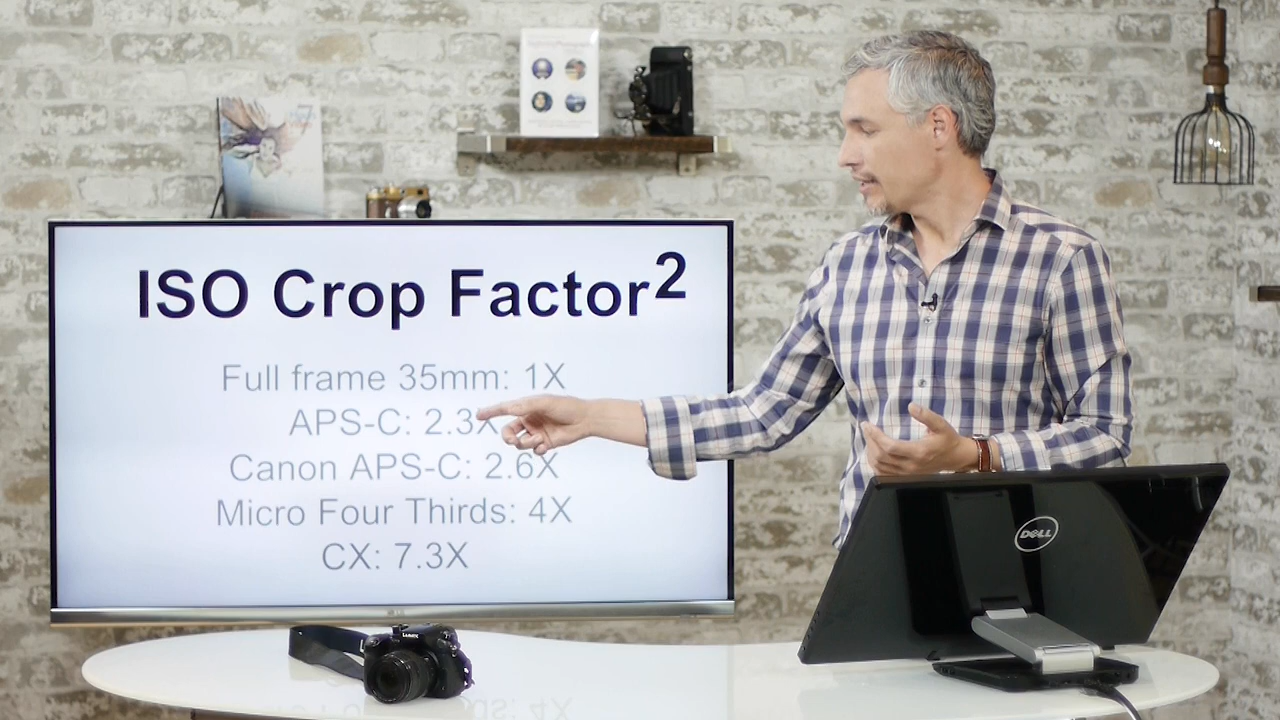 ISO Crop Factor²
Full frame 35mm: 1X
APS-C: 2.3X
Canon APS-C: 2.6X
Micro Four Thirds: 4X
CX: 7.3X
LUMIX
DELL